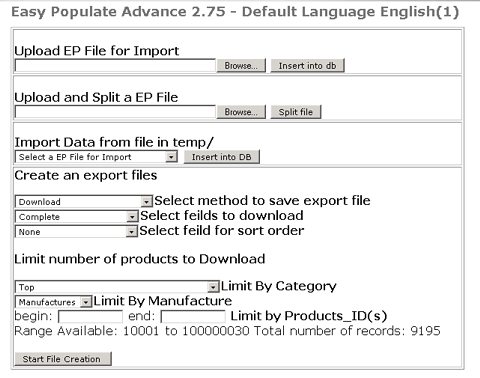 Easy Populate Advance 2.75 - Default Language English(1)
Upload EP File for Import
Browse... Insert into db
Upload and Split a EP File
Browse... Split file
Import Data from file in temp/
Select a EP File for Import Insert into DB
Create an export files
Download Select method to save export file
Complete Select feilds to download
None Select feild for sort order
Limit number of products to Download
Top Limit By Category
Manufactures Limit By Manufacture
begin: end: Limit by Products_ID(s)
Range Available: 10001 to 100000030 Total number of records: 9195
Start File Creation